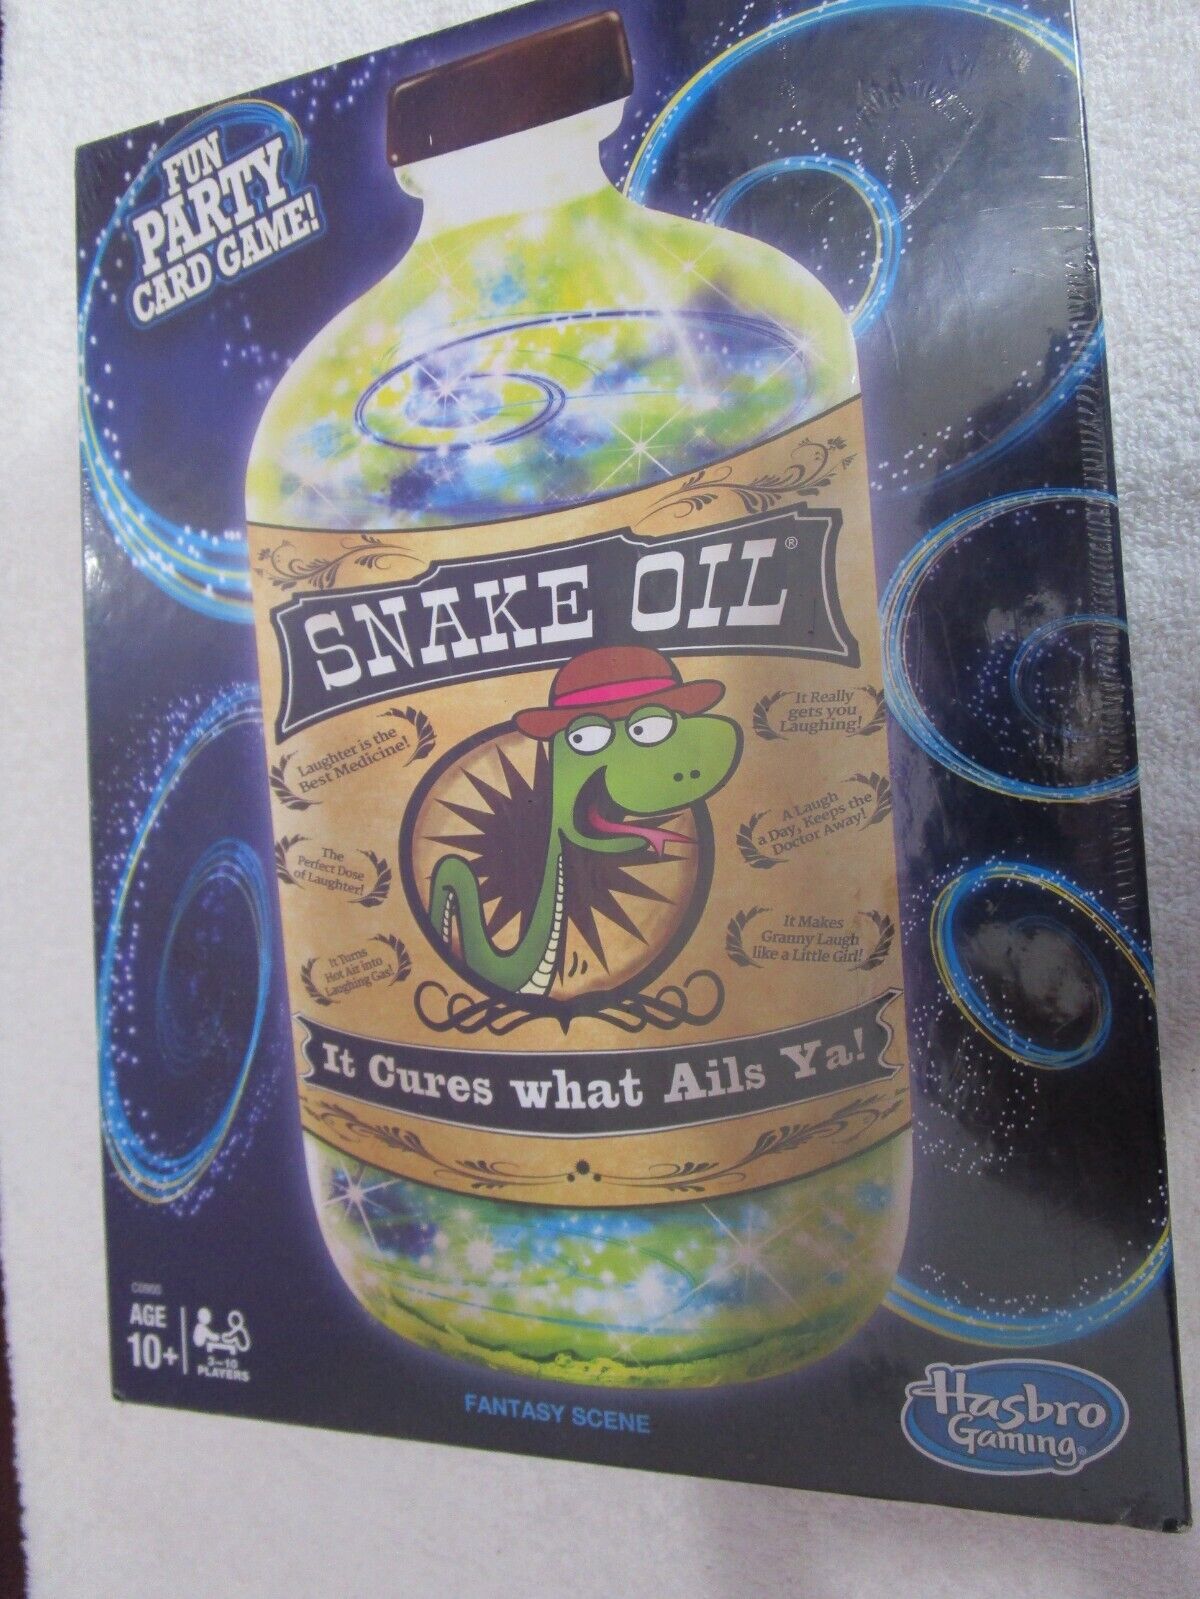 FUN
PARTY
CARD GAME!
SNAKE OIL®
Laughter is the
Best Medicine!
It Really
gets you
Laughing!
The
Perfect Dose
of Laughter!
A Laugh
a Day, Keeps the
Doctor Away!
It Turns
Hot Air into
Laughing Gas!
It Makes
Granny Laugh
like a Little Girl!
It Cures what Ails Ya!
AGE
10+
3-10
PLAYERS
FANTASY SCENE
Hasbro
Gaming®